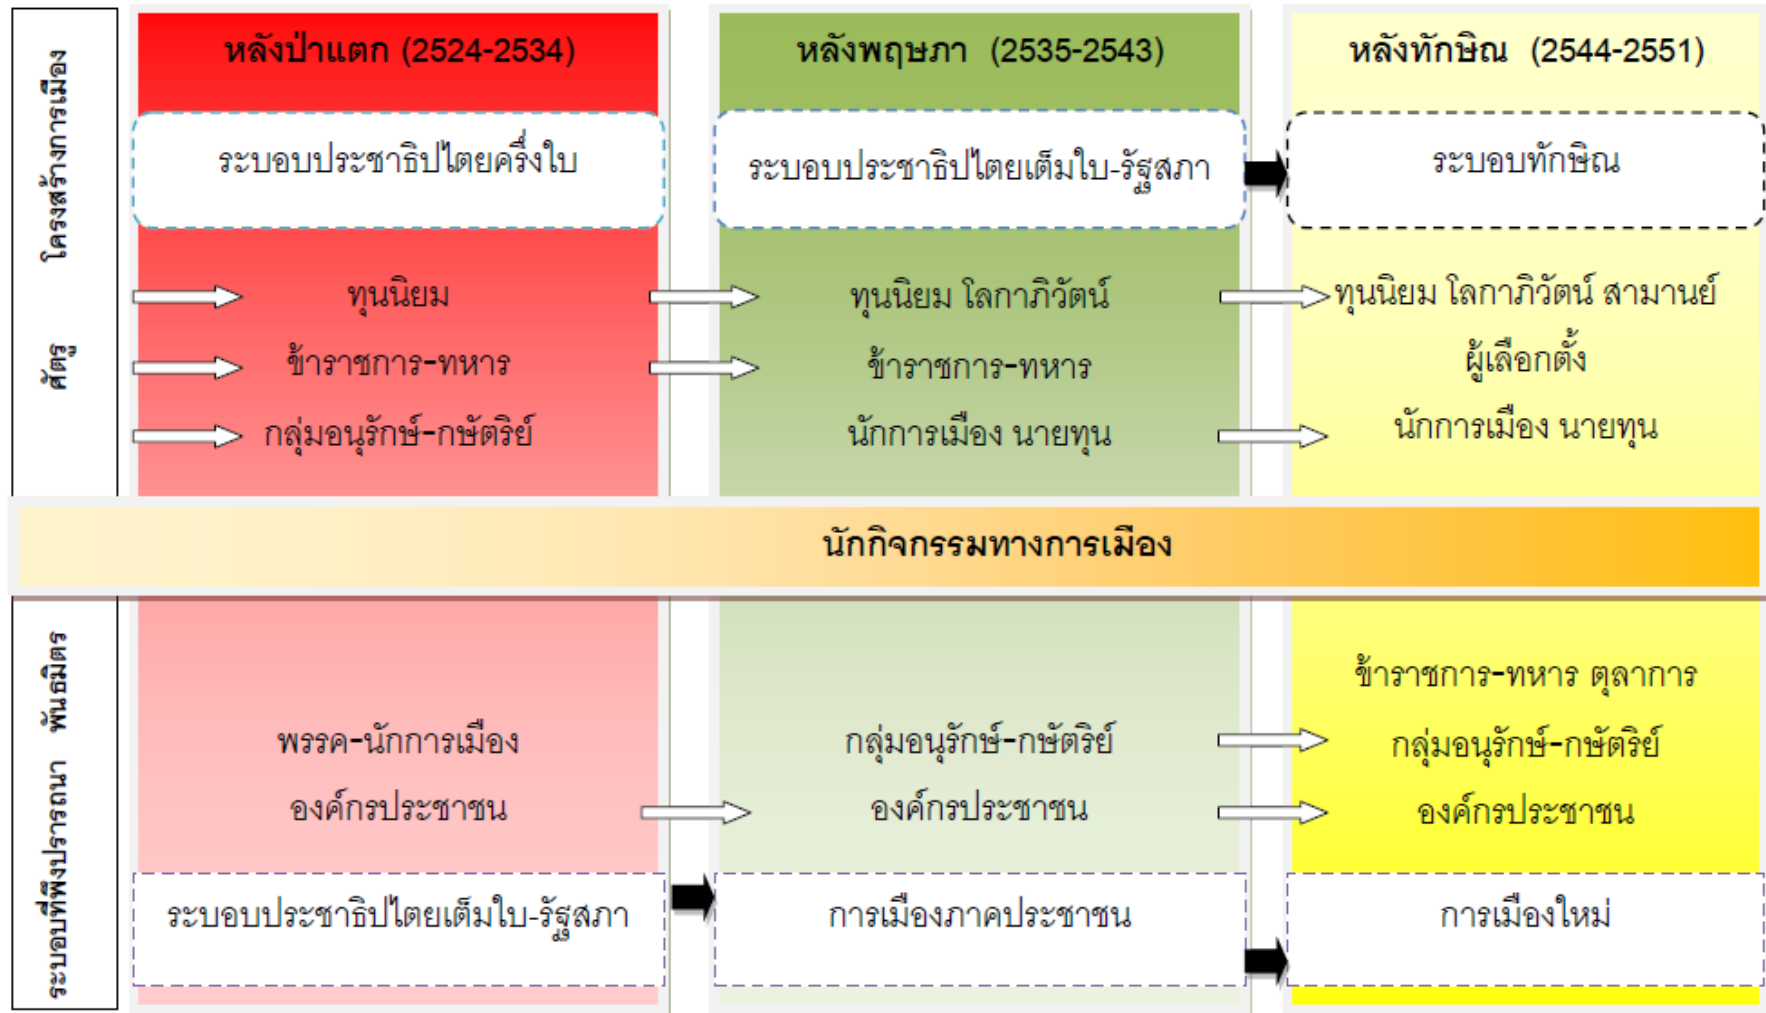 โครงสร้างการเมือง
ศัตรู
พันธมิตร
ระบอบที่พึงปรารถนา
หลังป่าแตก (2524-2534)
ระบอบประชาธิปไตยครึ่งใบ
ทุนนิยม
ข้าราชการ-ทหาร
กลุ่มอนุรักษ์-กษัตริย์
หลังพฤษภา (2535-2543)
ระบอบประชาธิปไตยเต็มใบ-รัฐสภา
ทุนนิยม โลกาภิวัตน์
ข้าราชการ-ทหาร
นักการเมือง นายทุน
หลังทักษิณ (2544-2551)
ระบอบทักษิณ
ทุนนิยม โลกาภิวัตน์ สามานย์
ผู้เลือกตั้ง
นักการเมือง นายทุน
นักกิจกรรมทางการเมือง
พรรค-นักการเมือง
องค์กรประชาชน
ระบอบประชาธิปไตยเต็มใบ-รัฐสภา
กลุ่มอนุรักษ์-กษัตริย์
องค์กรประชาชน
การเมืองภาคประชาชน
ข้าราชการ-ทหาร ตุลาการ
กลุ่มอนุรักษ์-กษัตริย์
องค์กรประชาชน
การเมืองใหม่